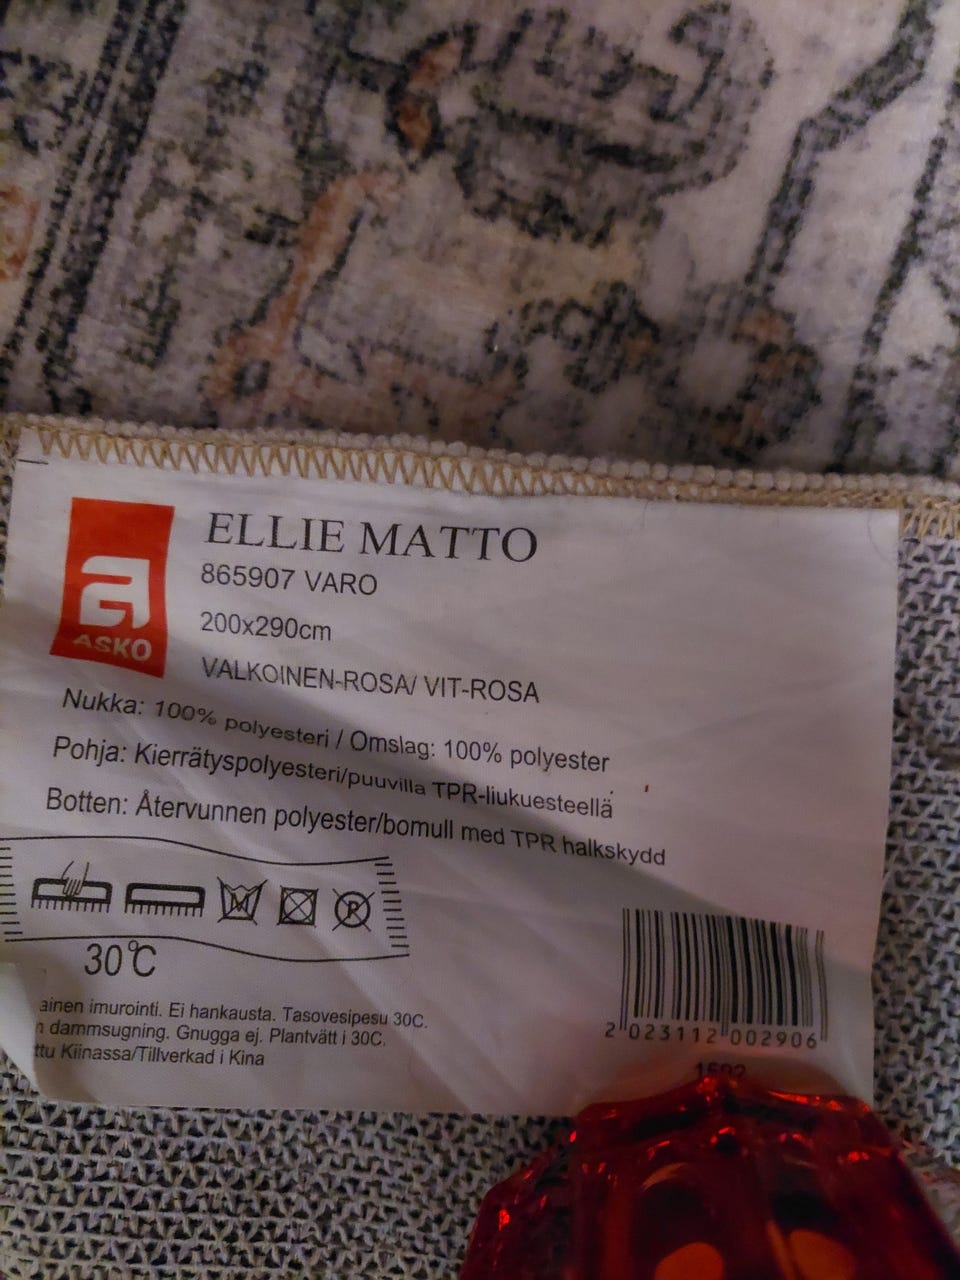 ASKO
ELLIE MATTO
865907 VARO
200x290cm
VALKOINEN-ROSA/ VIT-ROSA
Nukka: 100% polyesteri / Omslag: 100% polyester
Pohja: Kierrätyspolyesteri/puuvilla TPR-liukuesteellä
Botten: Återvunnen polyester/bomull med TPR halkskydd
M P
30°C
imurointi. Ei hankausta. Tasovesipesu 30C.
dammsugning. Gnugga ej. Plantvätt i 30C.
Kiinassa/Tillverkad i Kina
2 023112 002906